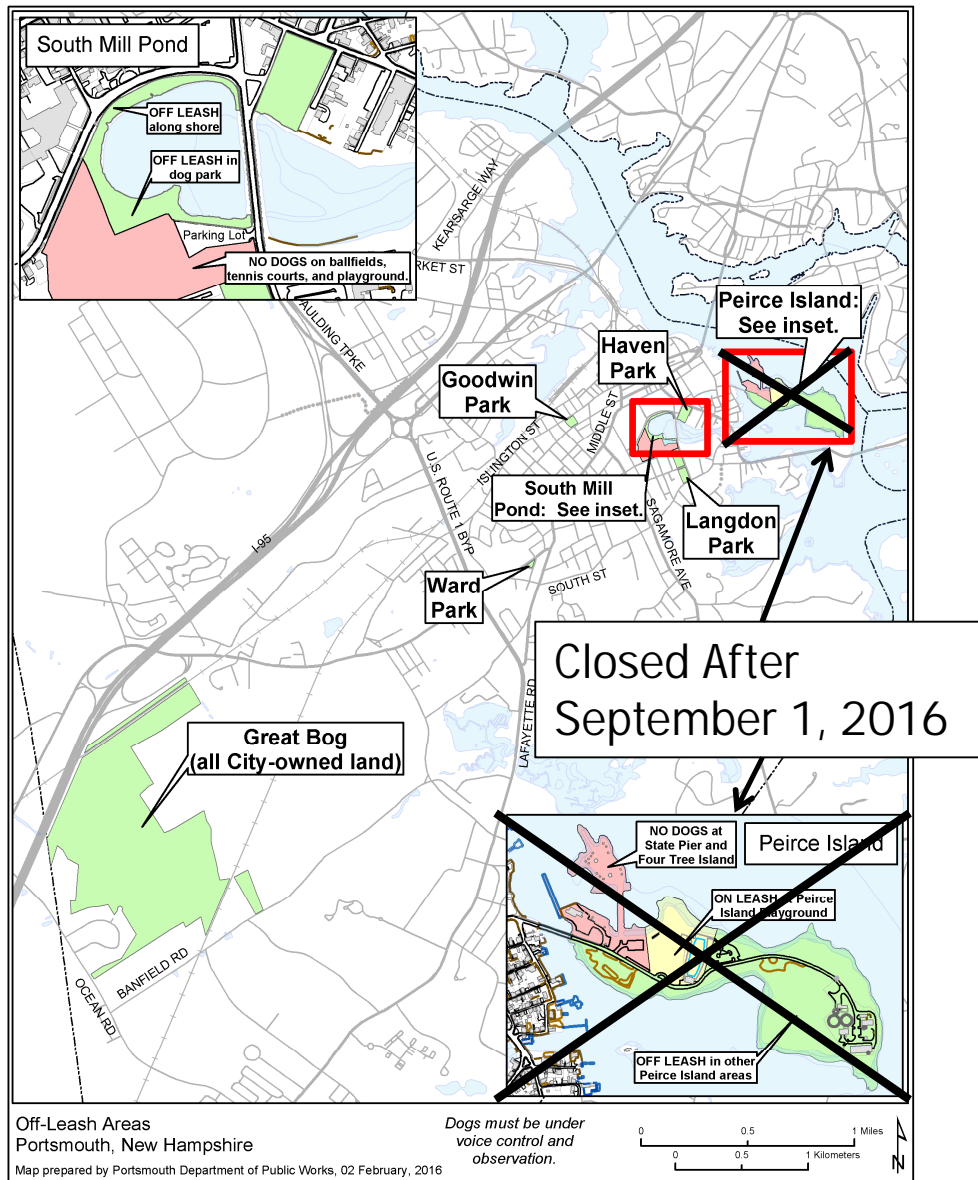 South Mill Pond
OFF LEASH
along shore
OFF LEASH in
dog park
Parking Lot
NO DOGS on ballfields,
tennis courts, and playground.
KEARSARGE WAY
RKET ST
AULDING TPKE
Peirce Island:
See inset.
Haven
Park
Goodwin
Park
MIDDLE ST
ISLINGTON ST
U.S. ROUTE 1 BYP
South Mill
Pond: See inset.
SAGAMORE AVE
Langdon
Park
I-95
Ward
Park
SOUTH ST
Closed After
September 1, 2016
LAFAYETTE RD
Great Bog
(all City-owned land)
NO DOGS at
State Pier and
Four Tree Island
Peirce Island
ON LEASH at Peirce
Island Playground
OFF LEASH in other
Peirce Island areas
BANFIELD RD
OCEAN RD
Off-Leash Areas
Portsmouth, New Hampshire
Map prepared by Portsmouth Department of Public Works, 02 February, 2016
Dogs must be under
voice control and
observation.
0 0.5 1 Miles
0 0.5 1 Kilometers
N